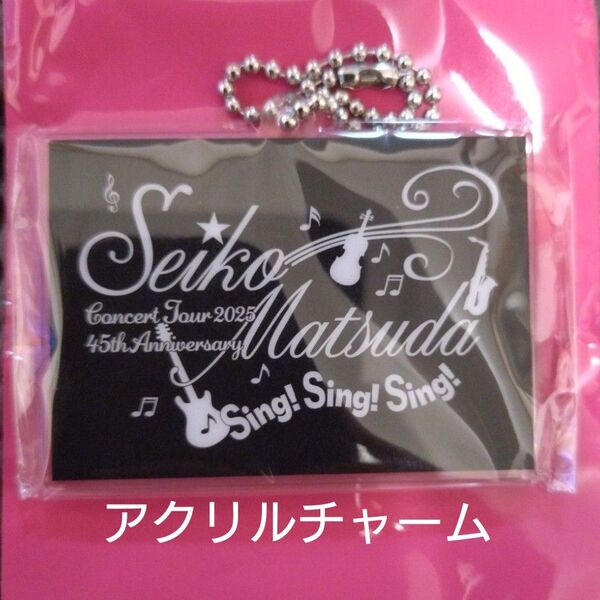 Seiko
Matsuda
Concert Tour 2025
45th Anniversary
Sing! Sing! Sing!
アクリルチャーム